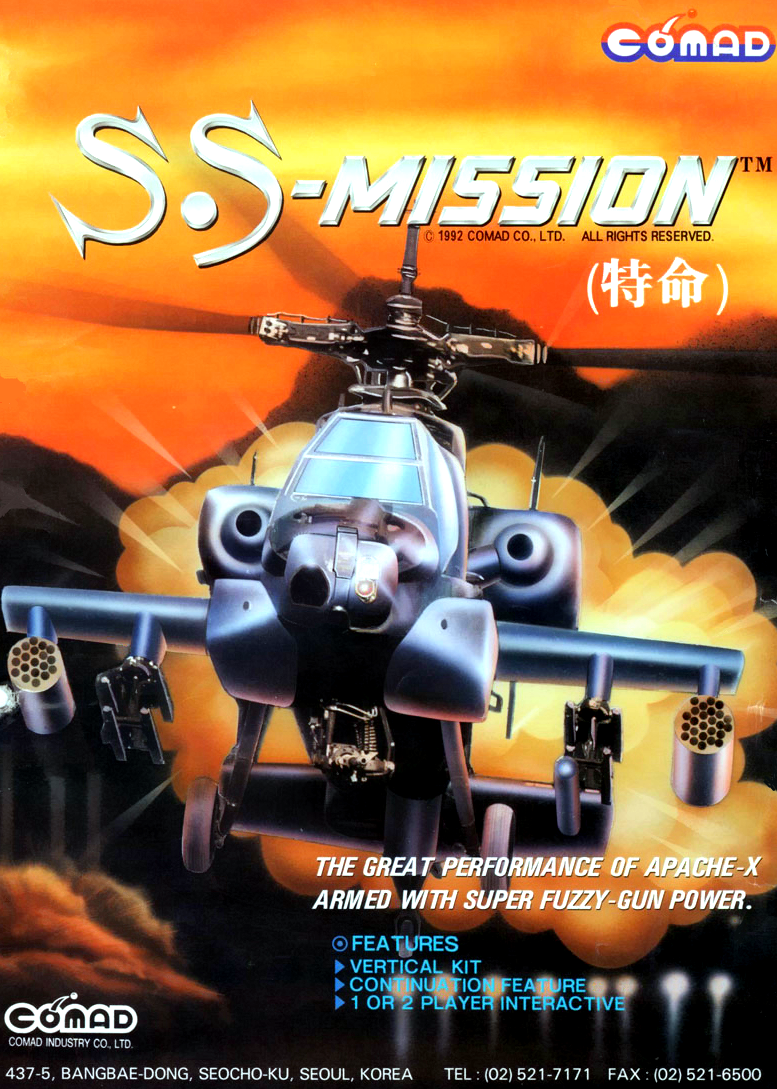 COMAD
S.S-MISSION™
© 1992 COMAD CO., LTD. ALL RIGHTS RESERVED.
(特命)
THE GREAT PERFORMANCE OF APACHE-X
ARMED WITH SUPER FUZZY-GUN POWER.
FEATURES
VERTICAL KIT
CONTINUATION FEATURE
1 OR 2 PLAYER INTERACTIVE
COMAD
COMAD INDUSTRY CO., LTD.
437-5, BANGBAE-DONG, SEOCHO-KU, SEOUL, KOREA TEL : (02) 521-7171 FAX : (02) 521-6500